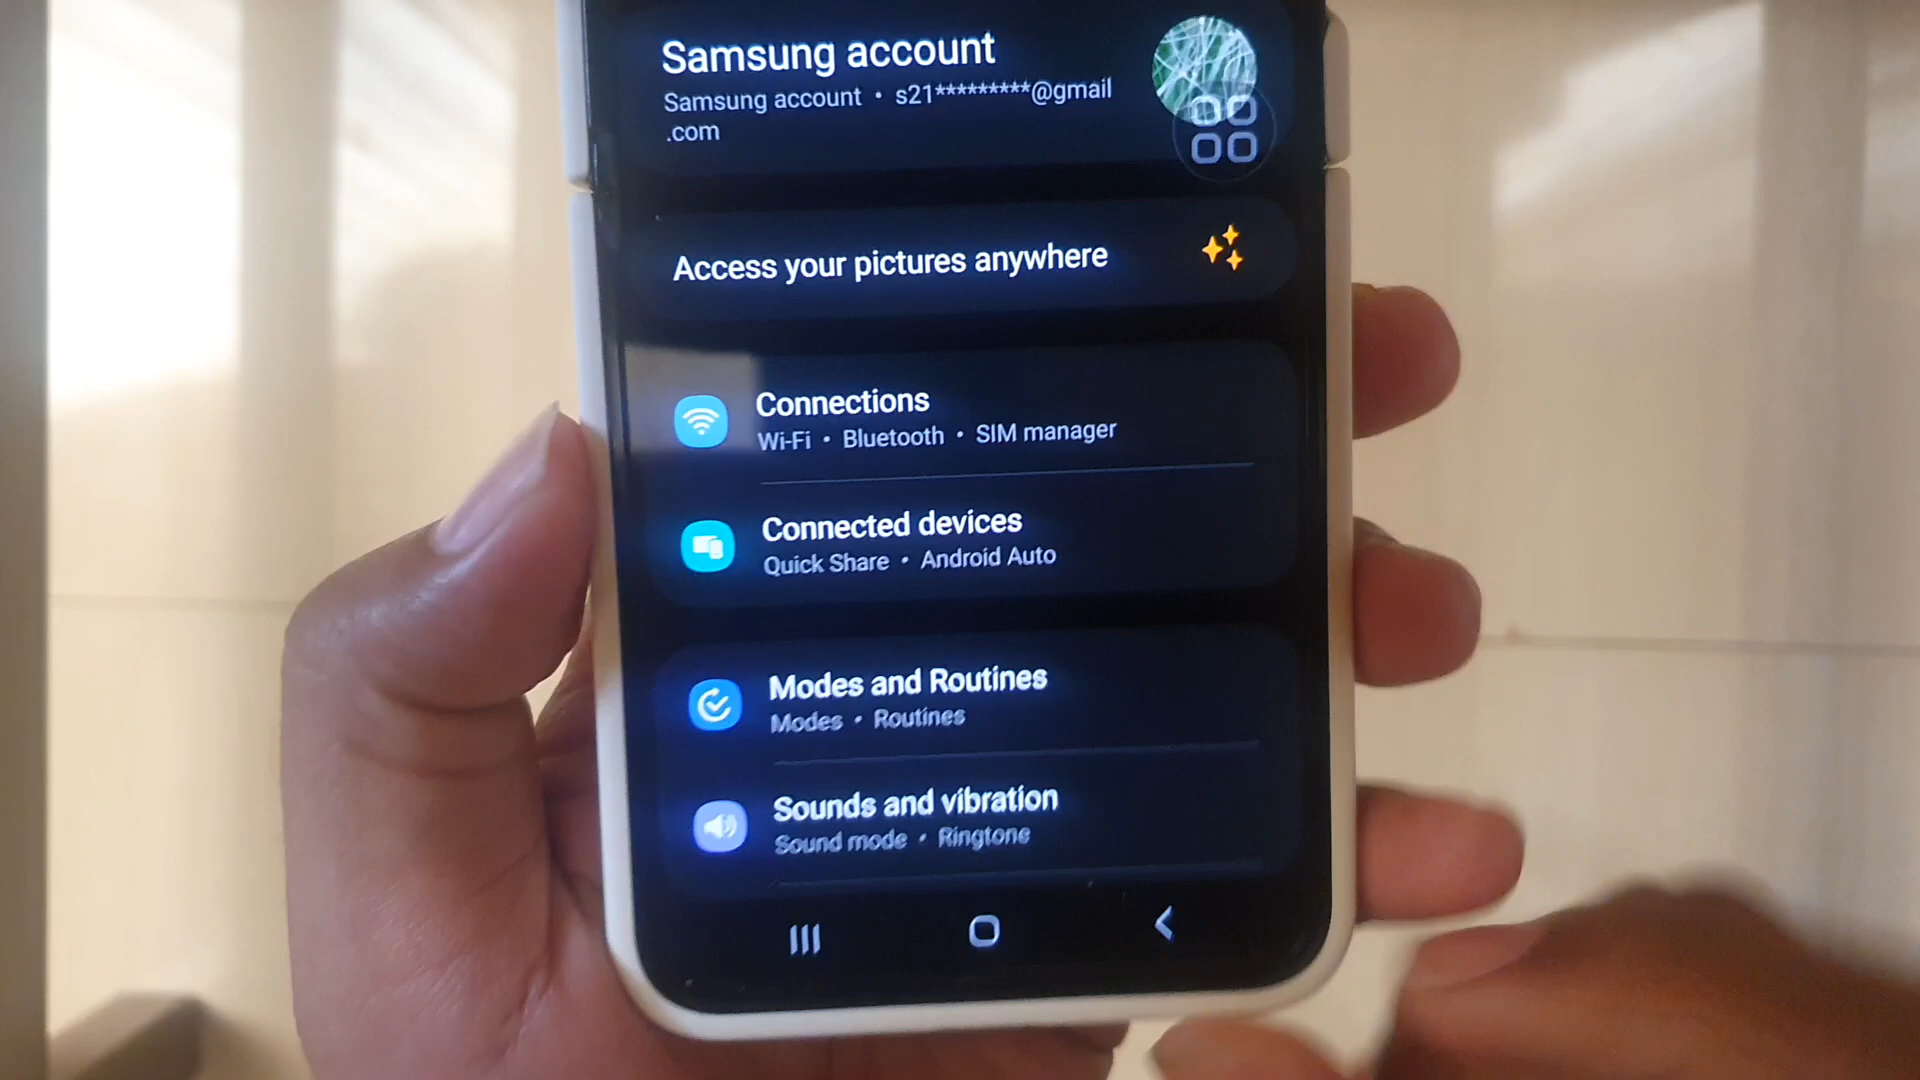 Samsung account
Samsung account • s21*********@gmail
.com
Access your pictures anywhere
Connections
Wi-Fi • Bluetooth • SIM manager
Connected devices
Quick Share • Android Auto
Modes and Routines
Modes • Routines
Sounds and vibration
Sound mode • Ringtone